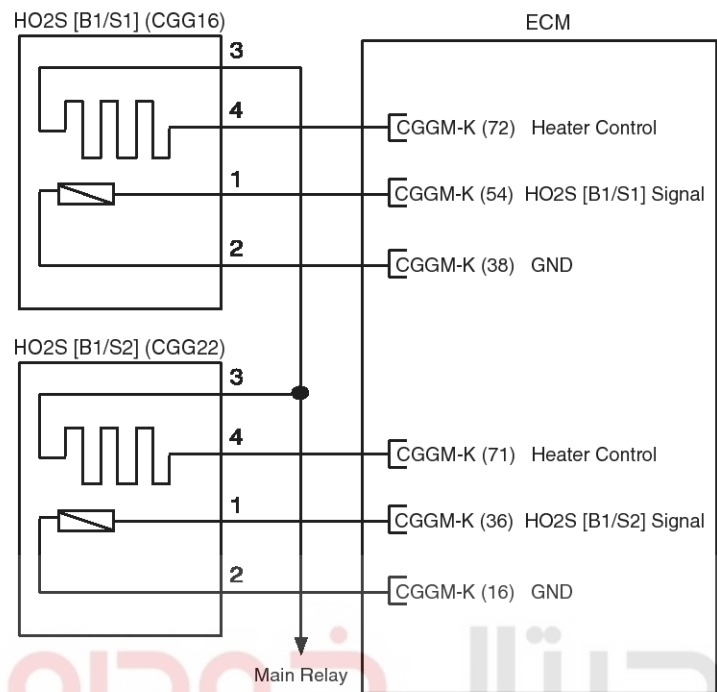 HO2S [B1/S1] (CGG16)
ECM
3
4
CGGM-K (72) Heater Control
1
CGGM-K (54) HO2S [B1/S1] Signal
2
CGGM-K (38) GND
HO2S [B1/S2] (CGG22)
3
4
CGGM-K (71) Heater Control
1
CGGM-K (36) HO2S [B1/S2] Signal
2
CGGM-K (16) GND
Main Relay